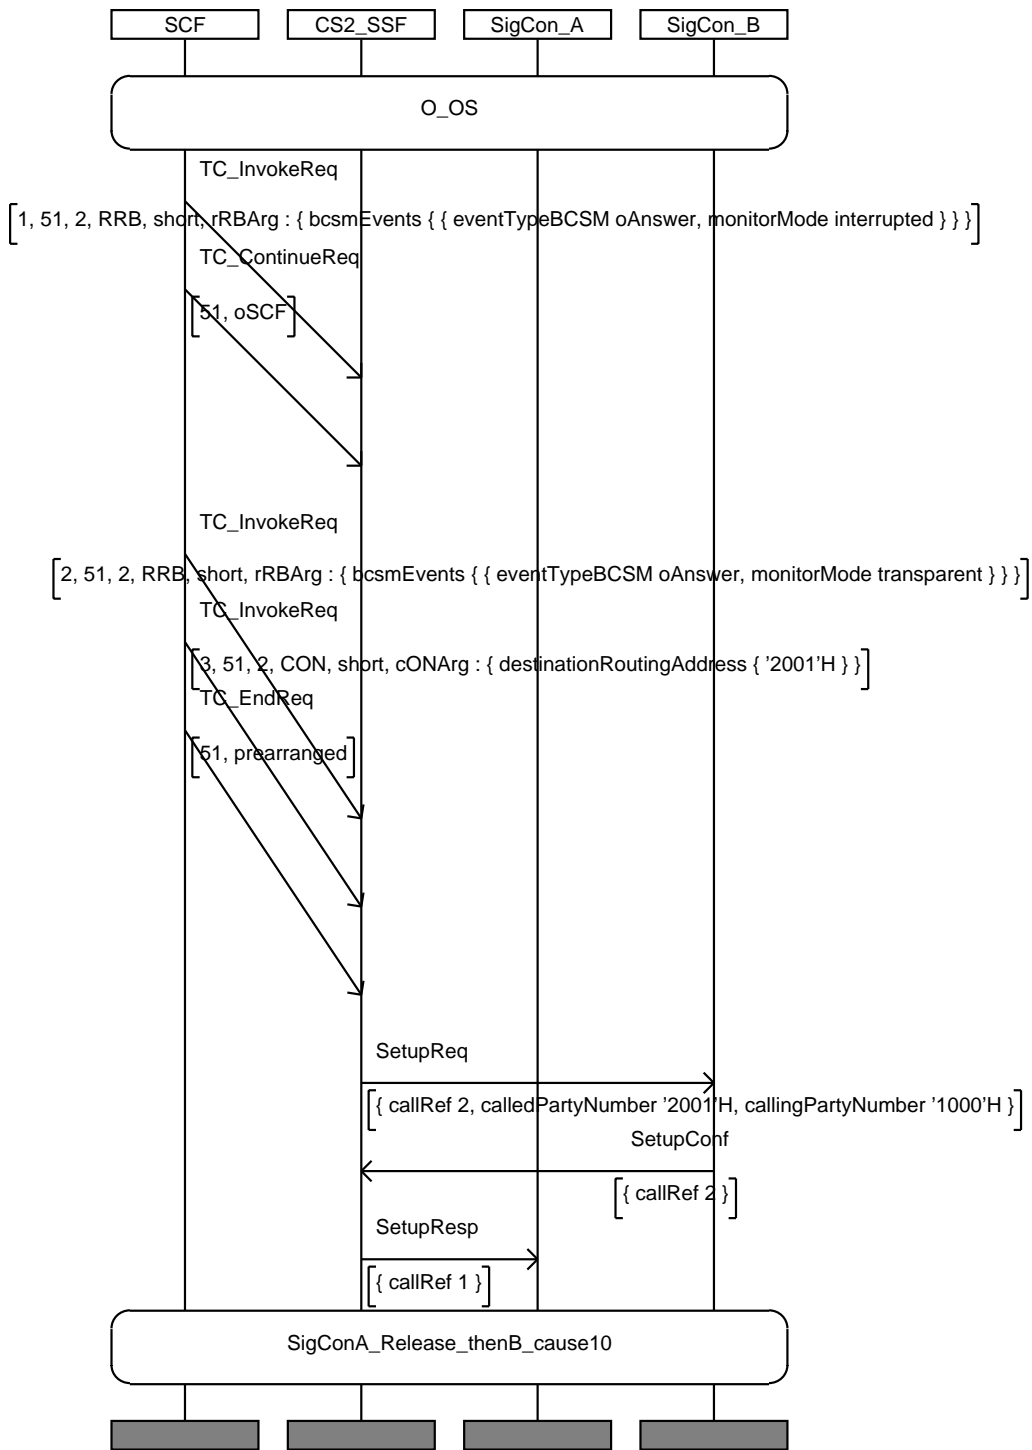 SCF CS2_SSF SigCon_A SigCon_B
O_OS
TC_InvokeReq
1, 51, 2, RRB, short, rRBArg : { bcsmEvents { { eventTypeBCSM oAnswer, monitorMode interrupted } } }
TC_ContinueReq
51, oSCF
TC_InvokeReq
2, 51, 2, RRB, short, rRBArg : { bcsmEvents { { eventTypeBCSM oAnswer, monitorMode transparent } } }
TC_InvokeReq
3, 51, 2, CON, short, cONArg : { destinationRoutingAddress { '2001'H } }
TC_EndReq
51, prearranged
SetupReq
{ callRef 2, calledPartyNumber '2001'H, callingPartyNumber '1000'H }
SetupConf
{ callRef 2 }
SetupResp
{ callRef 1 }
SigConA_Release_thenB_cause10